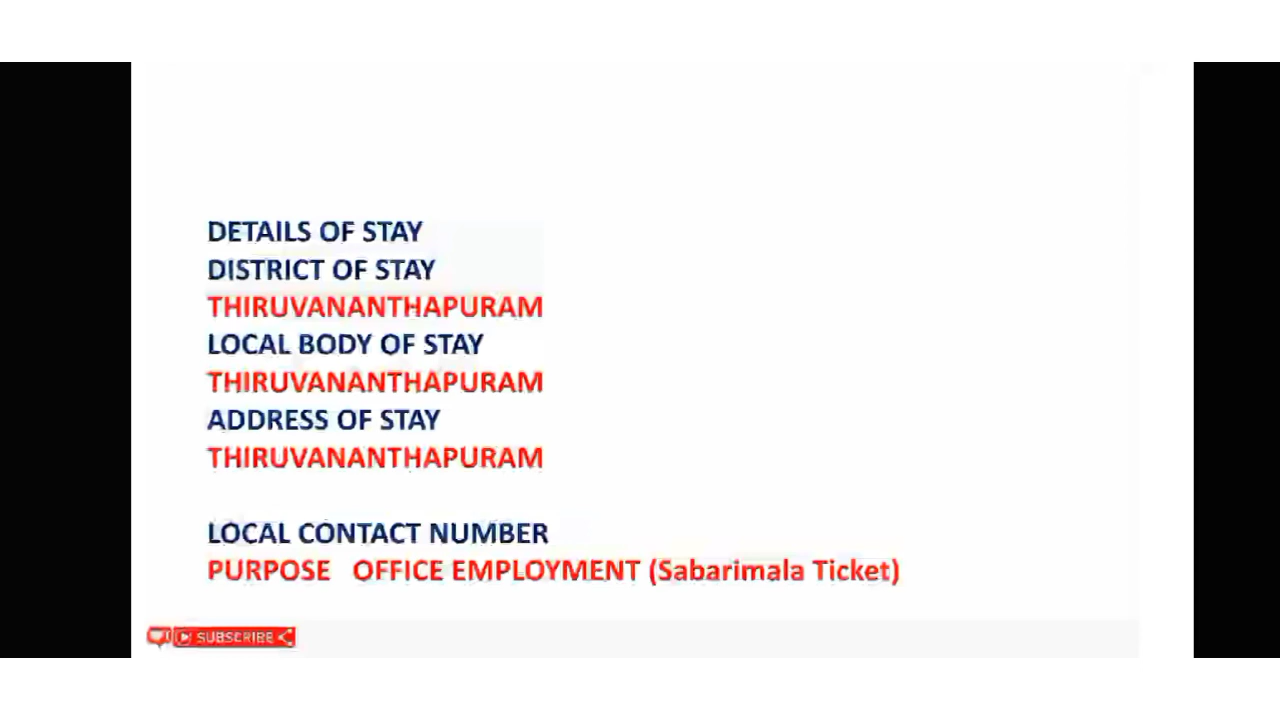 DETAILS OF STAY
DISTRICT OF STAY
THIRUVANANTHAPURAM
LOCAL BODY OF STAY
THIRUVANANTHAPURAM
ADDRESS OF STAY
THIRUVANANTHAPURAM
LOCAL CONTACT NUMBER
PURPOSE OFFICE EMPLOYMENT (Sabarimala Ticket)
SUBSCRIBE